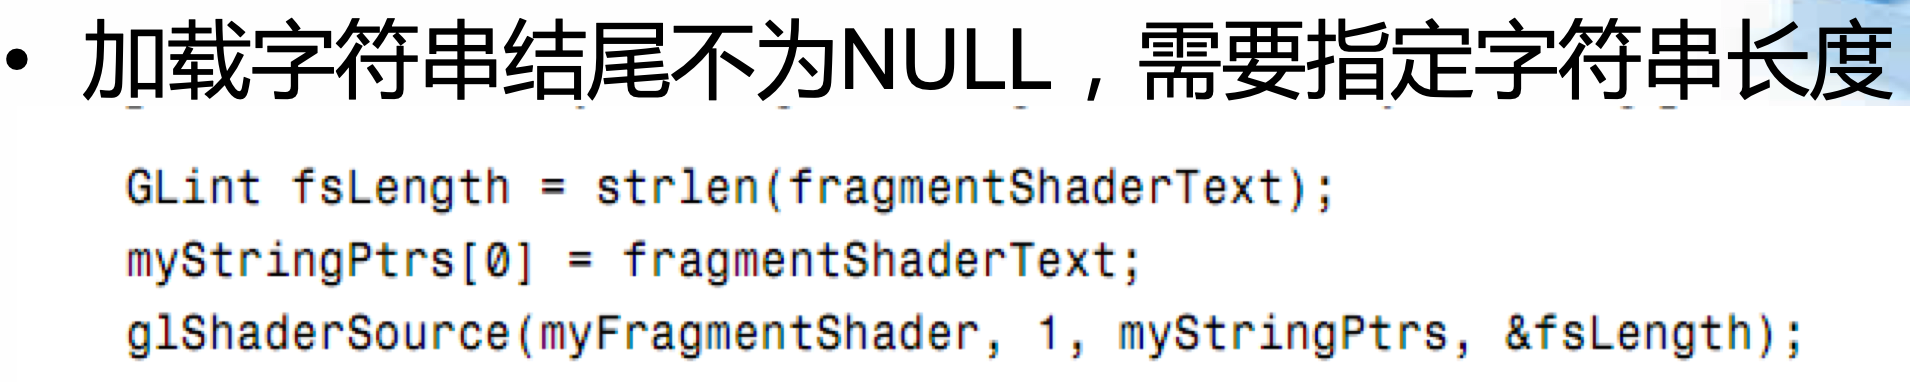 • 加载字符串结尾不为NULL，需要指定字符串长度
GLint fsLength = strlen(fragmentShaderText);
myStringPtrs[0] = fragmentShaderText;
glShaderSource(myFragmentShader, 1, myStringPtrs, &fsLength);